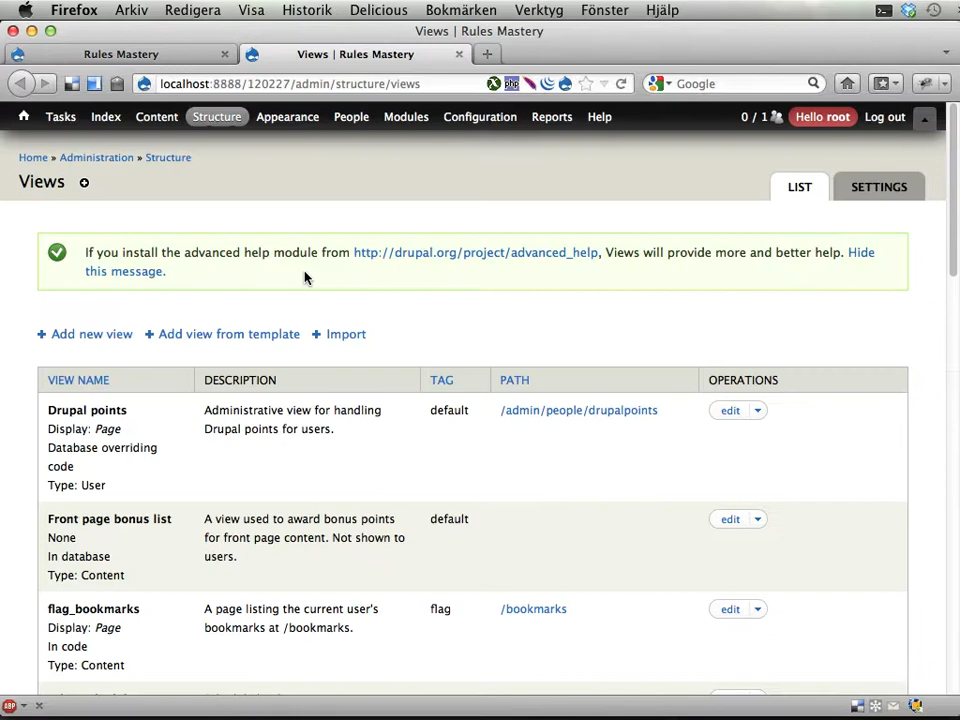 Firefox Arkiv Redigera Visa Historik Delicious Bokmärken Verktyg Fönster Hjälp
Views | Rules Mastery
Rules Mastery
Views | Rules Mastery
localhost:8888/120227/admin/structure/views
php
Google
Tasks Index Content Structure Appearance People Modules Configuration Reports Help 0 / 1 Hello root Log out
Home » Administration » Structure
Views
LIST SETTINGS
If you install the advanced help module from http://drupal.org/project/advanced_help, Views will provide more and better help. Hide
this message.
+ Add new view + Add view from template + Import
VIEW NAME DESCRIPTION TAG PATH OPERATIONS
Drupal points
Display: Page
Database overriding
code
Type: User
Administrative view for handling
Drupal points for users.
default
/admin/people/drupalpoints
edit
Front page bonus list
None
In database
Type: Content
A view used to award bonus points
for front page content. Not shown to
users.
default
edit
flag_bookmarks
Display: Page
In code
Type: Content
A page listing the current user's
bookmarks at /bookmarks.
flag
/bookmarks
edit
ABP